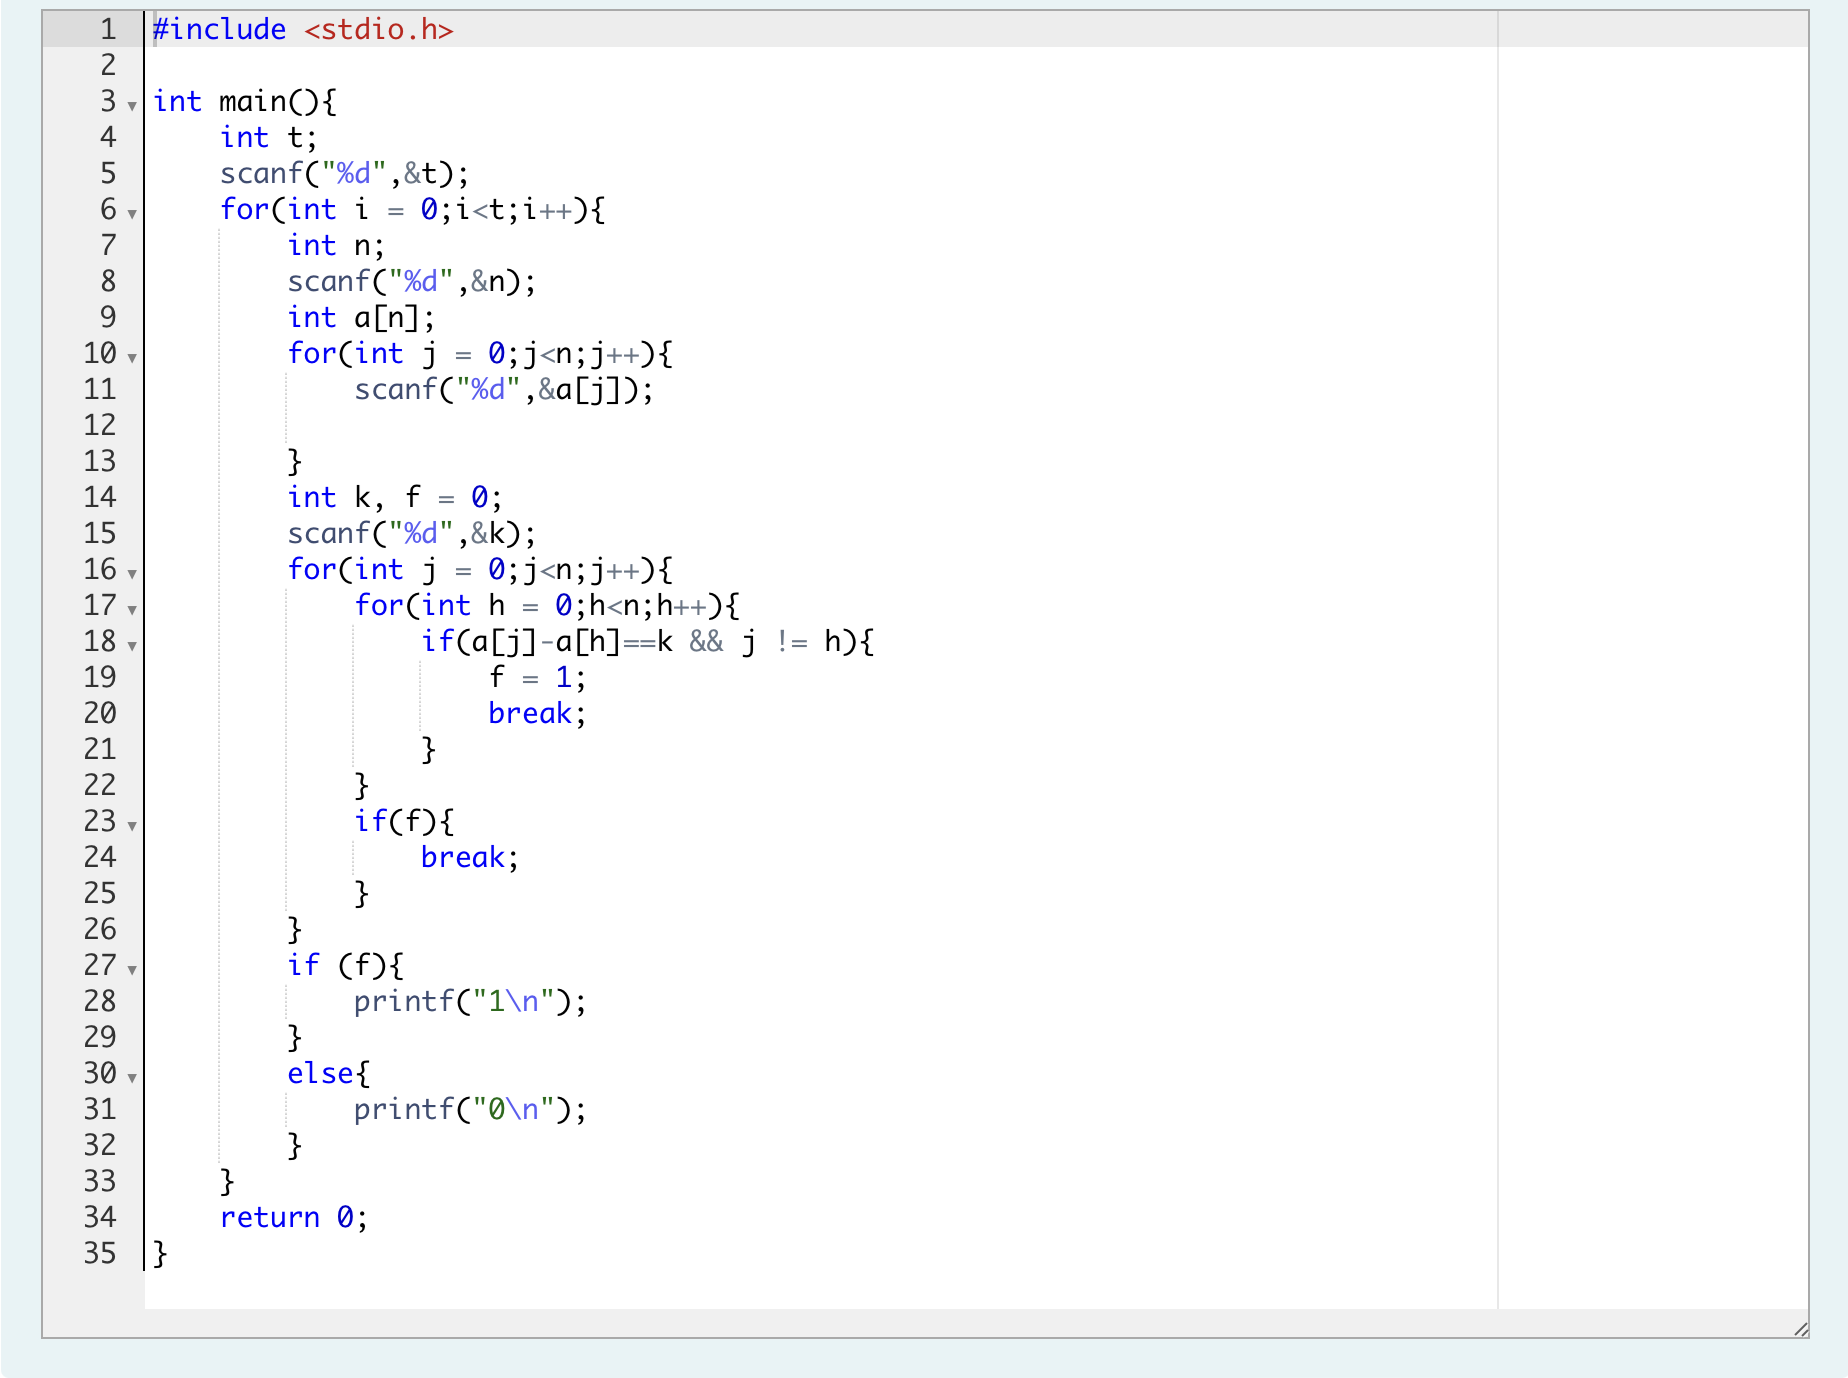 1 #include <stdio.h>
2
3 int main(){
4     int t;
5     scanf("%d",&t);
6     for(int i = 0;i<t;i++){
7         int n;
8         scanf("%d",&n);
9         int a[n];
10         for(int j = 0;j<n;j++){
11             scanf("%d",&a[j]);
12
13         }
14         int k, f = 0;
15         scanf("%d",&k);
16         for(int j = 0;j<n;j++){
17             for(int h = 0;h<n;h++){
18                 if(a[j]-a[h]==k && j != h){
19                     f = 1;
20                     break;
21                 }
22             }
23             if(f){
24                 break;
25             }
26         }
27         if (f){
28             printf("1\n");
29         }
30         else{
31             printf("0\n");
32         }
33     }
34     return 0;
35 }